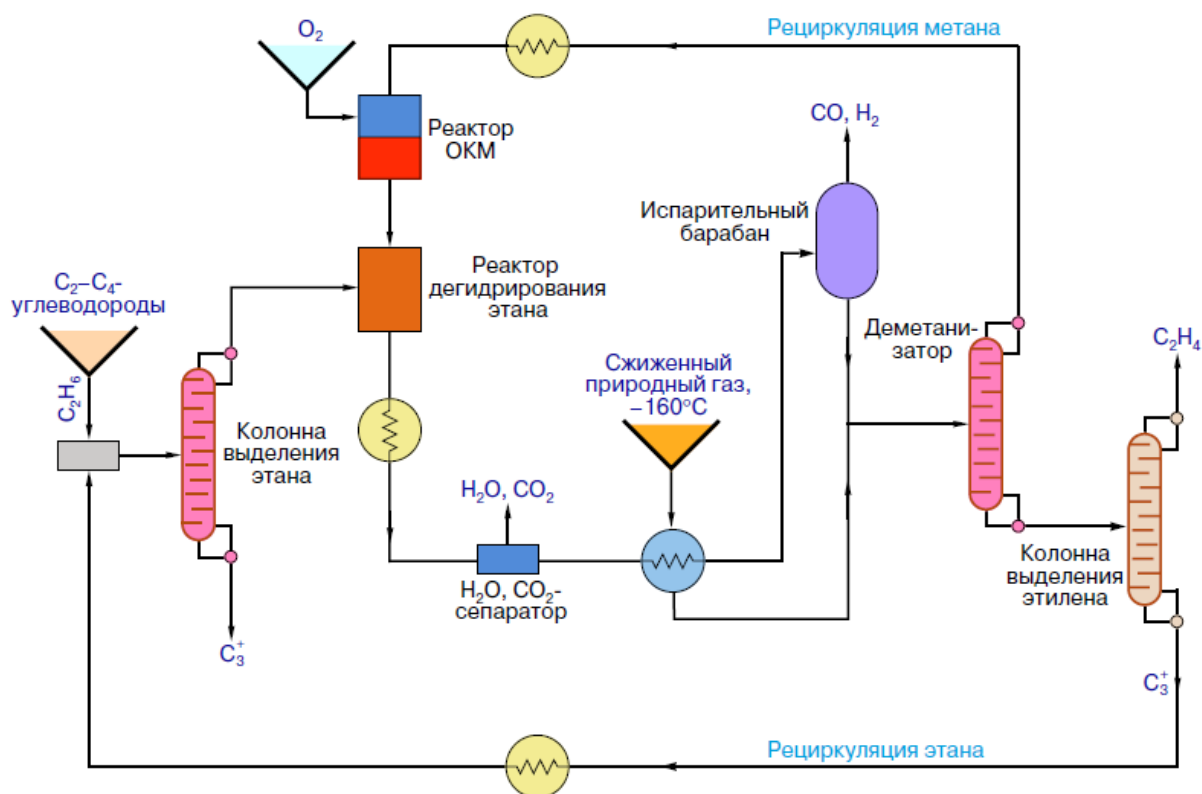 O₂
Рециркуляция метана
Реактор
ОКМ
CO, H₂
Испарительный
барабан
C₂–C₄-
углеводороды
Реактор
дегидрирования
этана
Деметани-
затор
C₂H₄
C₂H₆
Сжиженный
природный газ,
−160°C
Колонна
выделения
этана
H₂O, CO₂
H₂O, CO₂-
сепаратор
Колонна
выделения
этилена
C₃⁺
C₃⁺
Рециркуляция этана